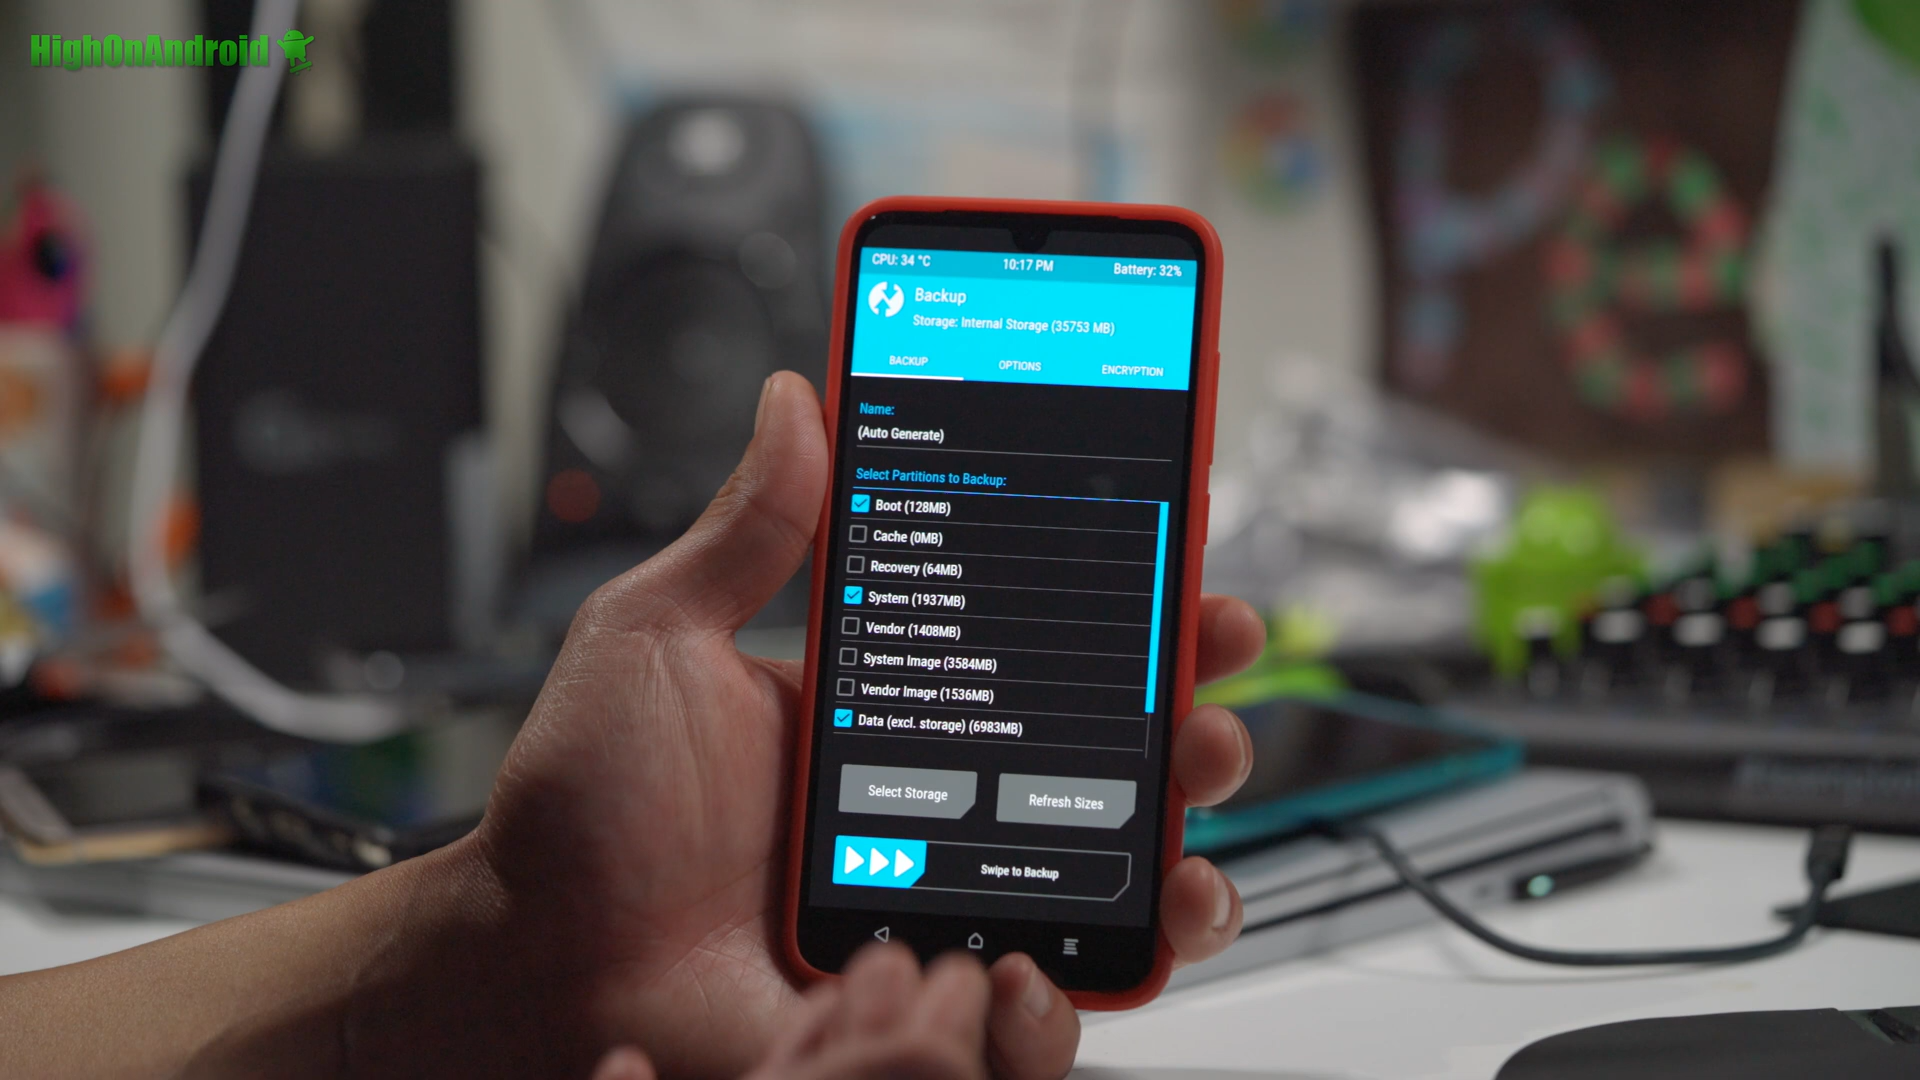 HighOnAndroid
CPU: 34 °C 10:17 PM Battery: 32%
Backup
Storage: Internal Storage (35753 MB)
BACKUP OPTIONS ENCRYPTION
Name:
(Auto Generate)
Select Partitions to Backup:
Boot (128MB)
Cache (0MB)
Recovery (64MB)
System (1937MB)
Vendor (1408MB)
System Image (3584MB)
Vendor Image (1536MB)
Data (excl. storage) (6983MB)
Select Storage Refresh Sizes
Swipe to Backup